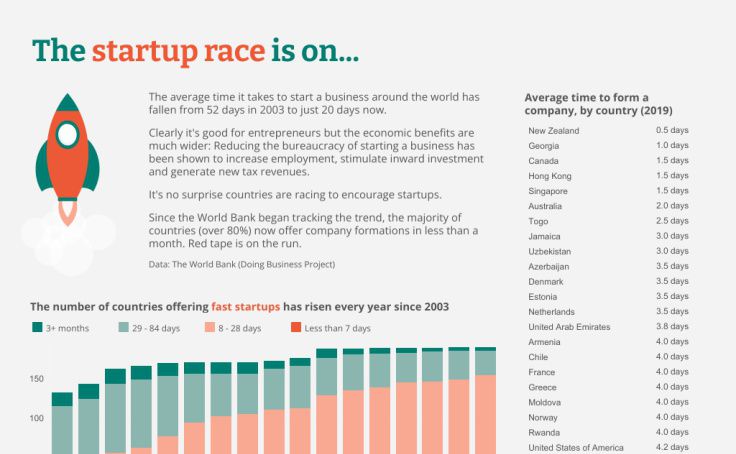 The startup race is on...
The average time it takes to start a business around the world has
fallen from 52 days in 2003 to just 20 days now.
Clearly it's good for entrepreneurs but the economic benefits are
much wider: Reducing the bureaucracy of starting a business has
been shown to increase employment, stimulate inward investment
and generate new tax revenues.
It's no surprise countries are racing to encourage startups.
Since the World Bank began tracking the trend, the majority of
countries (over 80%) now offer company formations in less than a
month. Red tape is on the run.
Data: The World Bank (Doing Business Project)
The number of countries offering fast startups has risen every year since 2003
3+ months
29 - 84 days
8 - 28 days
Less than 7 days
150
100
Average time to form a
company, by country (2019)
New Zealand 0.5 days
Georgia 1.0 days
Canada 1.5 days
Hong Kong 1.5 days
Singapore 1.5 days
Australia 2.0 days
Togo 2.5 days
Jamaica 3.0 days
Uzbekistan 3.0 days
Azerbaijan 3.5 days
Denmark 3.5 days
Estonia 3.5 days
Netherlands 3.5 days
United Arab Emirates 3.8 days
Armenia 4.0 days
Chile 4.0 days
France 4.0 days
Greece 4.0 days
Moldova 4.0 days
Norway 4.0 days
Rwanda 4.0 days
United States of America 4.2 days